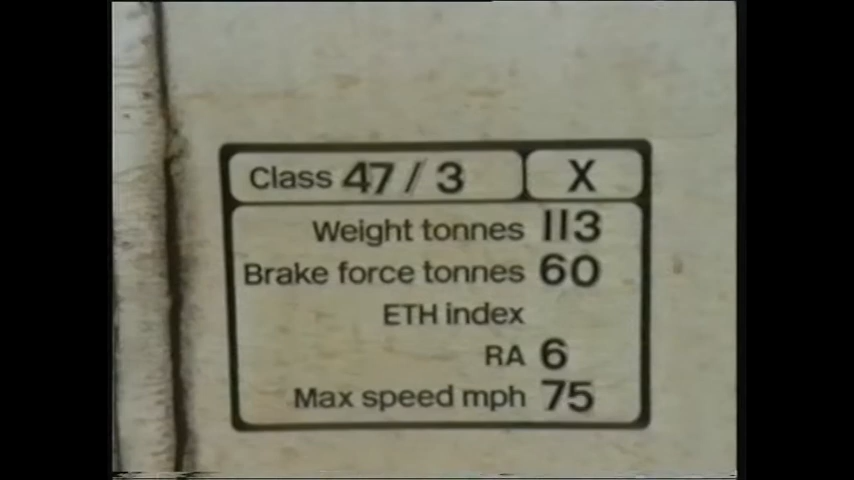 Class 47 / 3 X
Weight tonnes 113
Brake force tonnes 60
ETH index
RA 6
Max speed mph 75